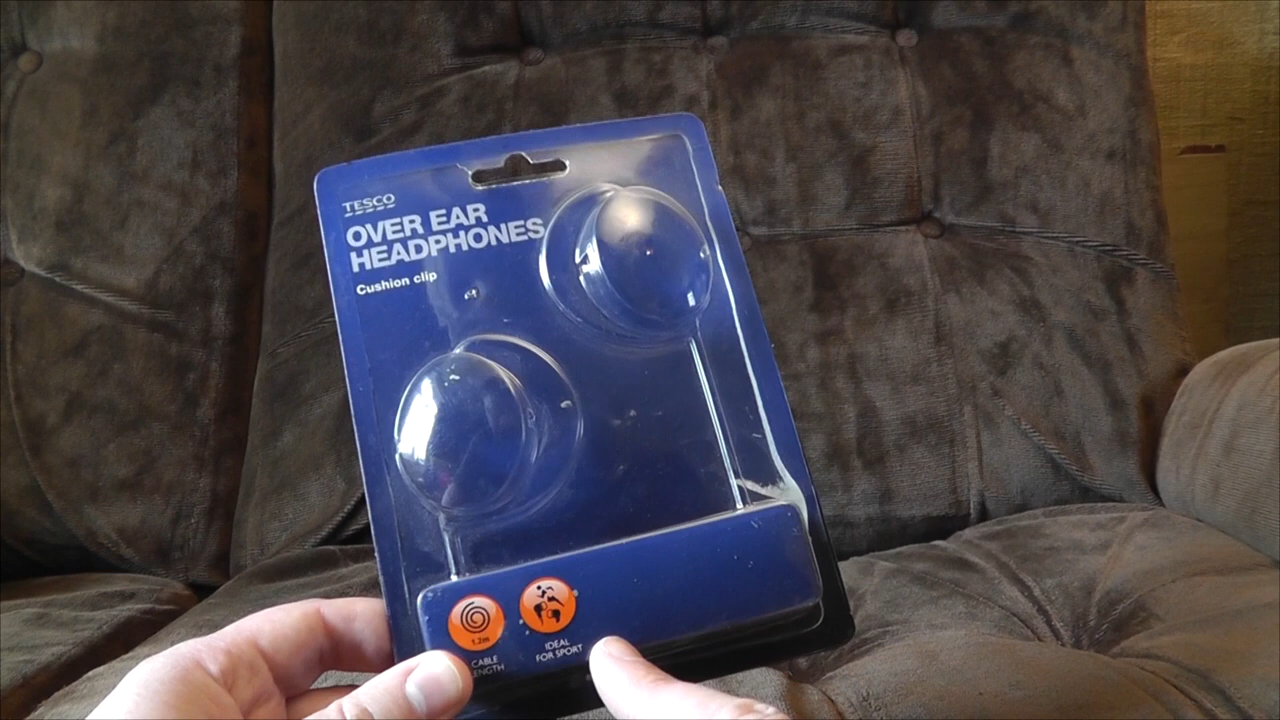 TESCO
OVER EAR
HEADPHONES
Cushion clip
1.2m
CABLE
LENGTH
IDEAL
FOR SPORT